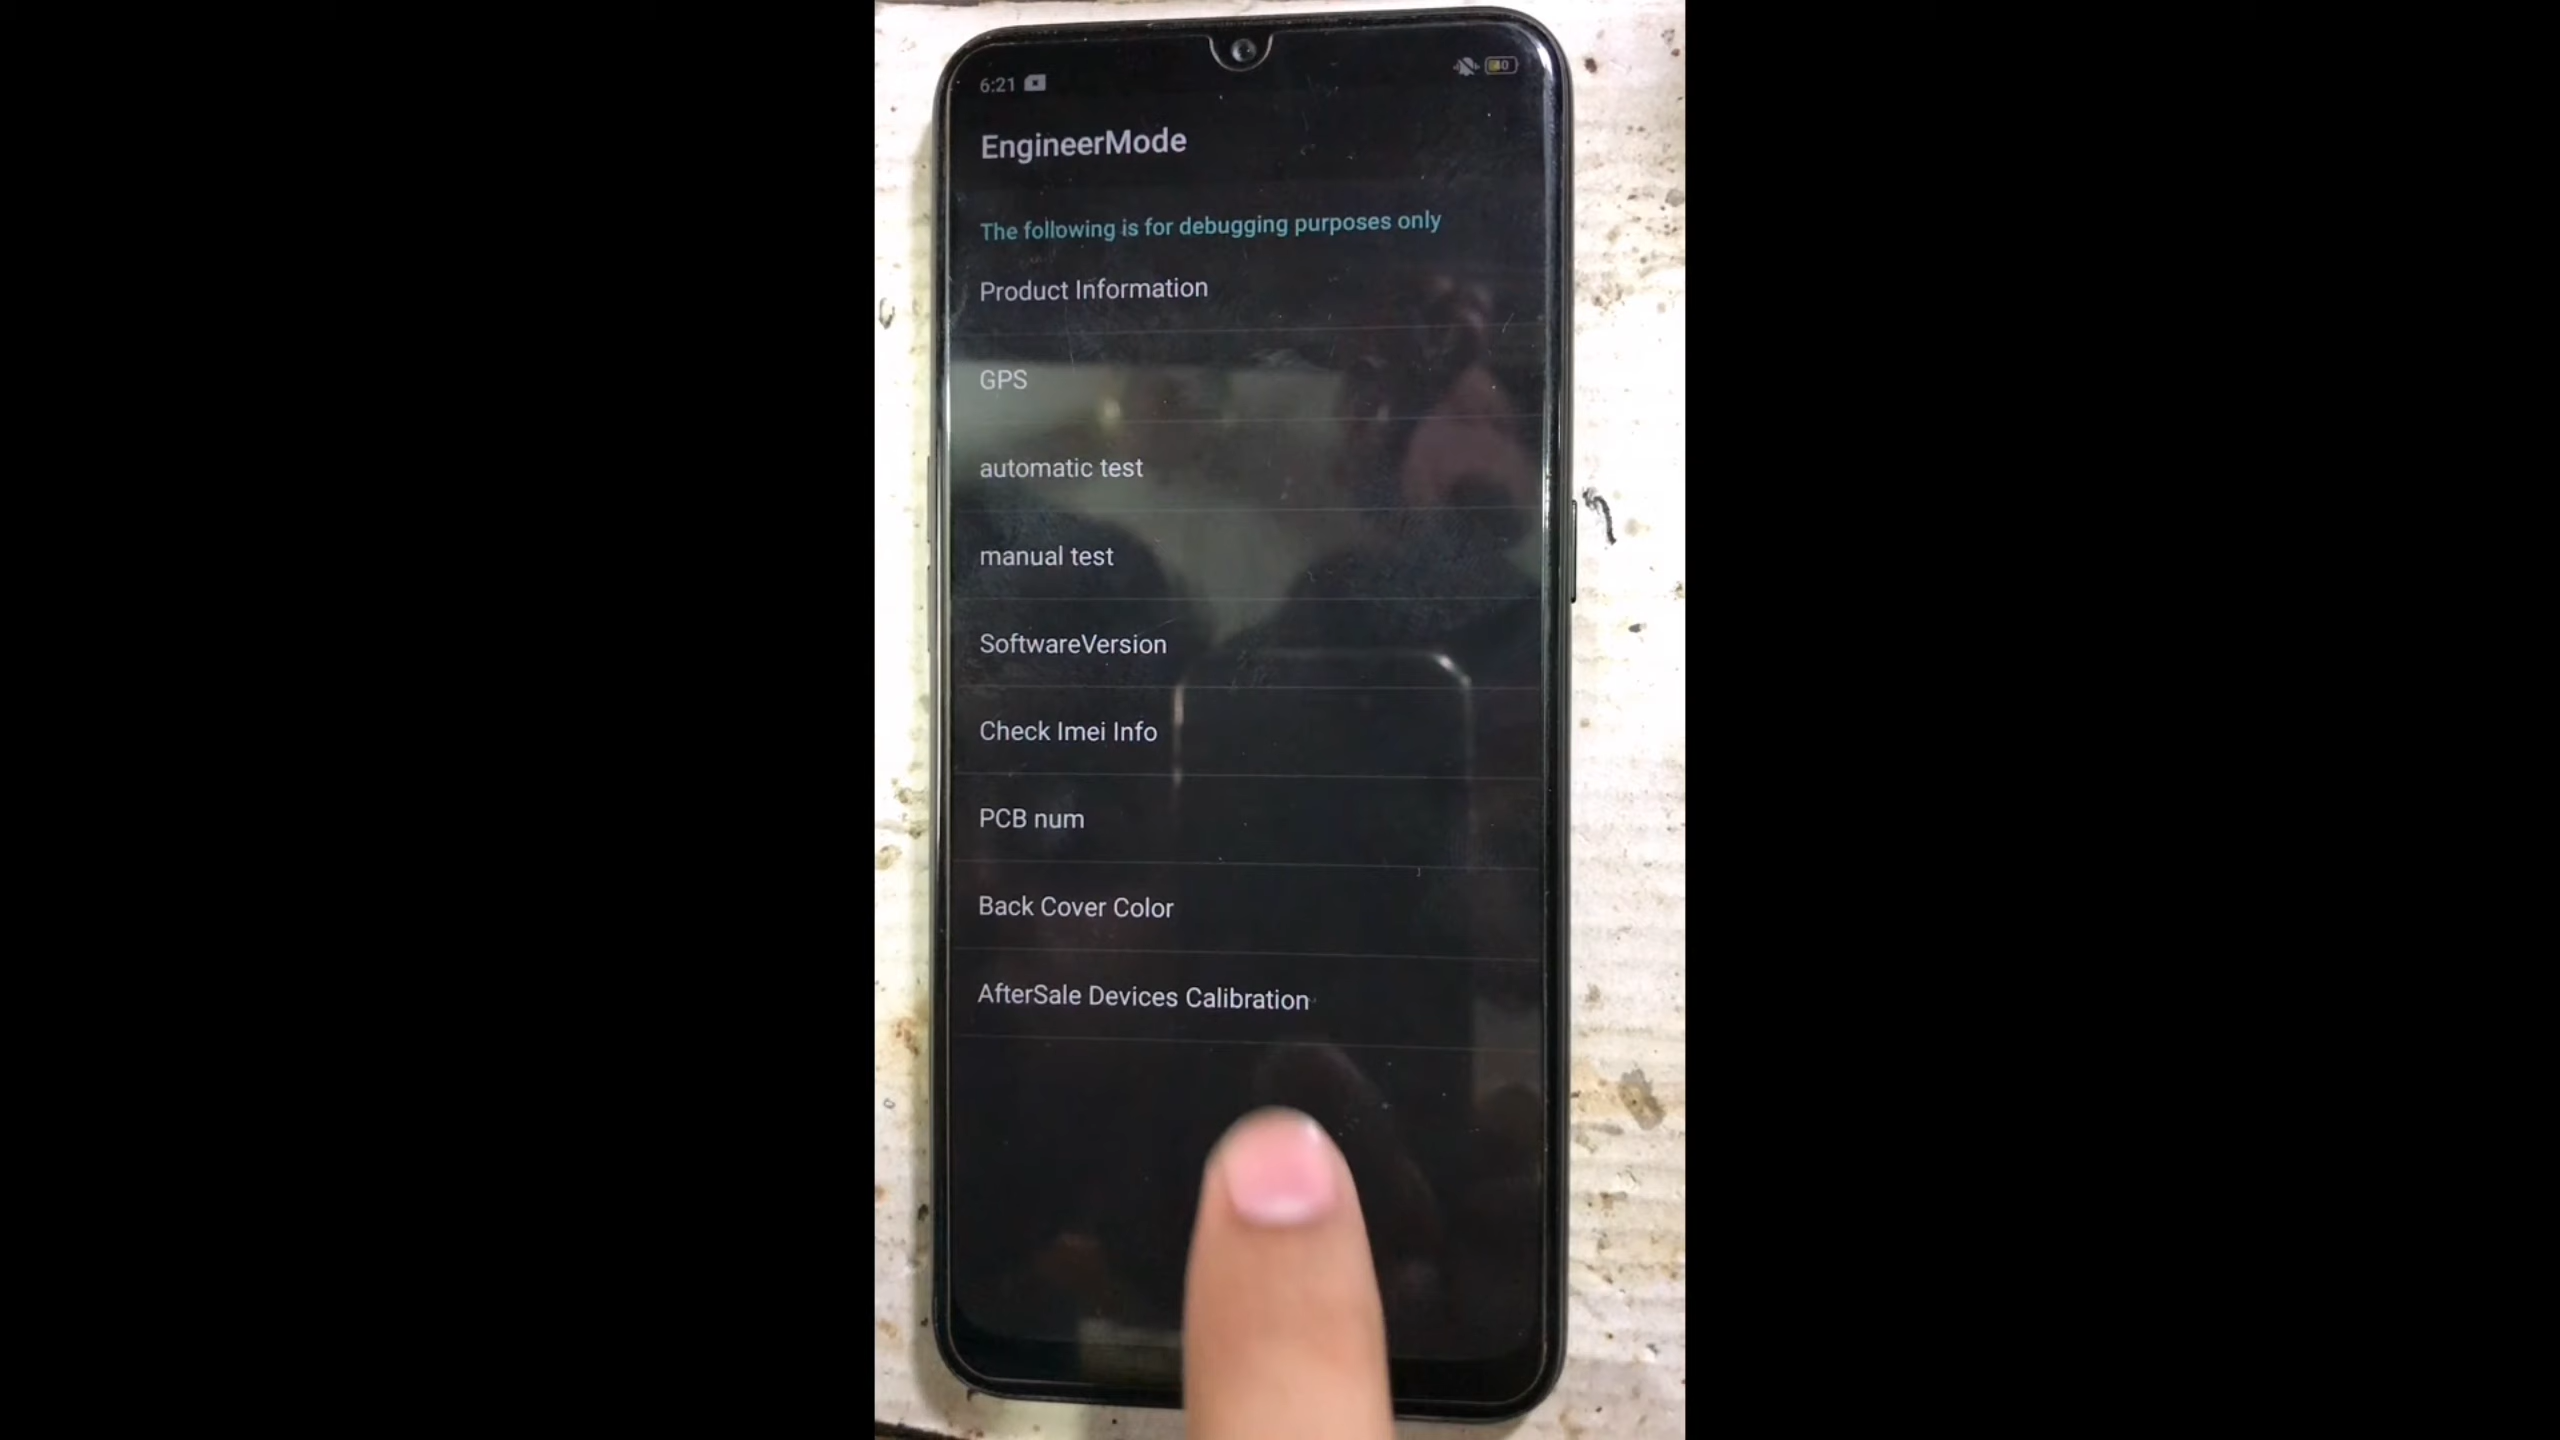 6:21
40
EngineerMode
The following is for debugging purposes only
Product Information
GPS
automatic test
manual test
SoftwareVersion
Check Imei Info
PCB num
Back Cover Color
AfterSale Devices Calibration